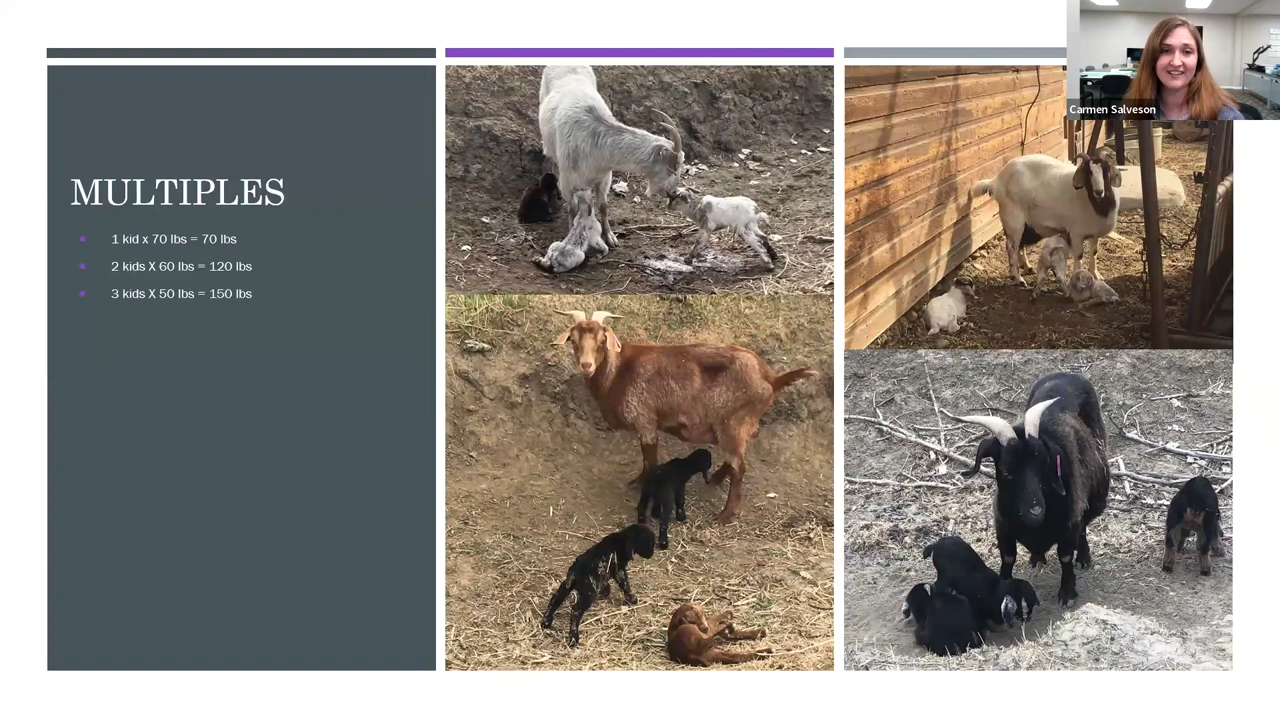 MULTIPLES
1 kid x 70 lbs = 70 lbs
2 kids X 60 lbs = 120 lbs
3 kids X 50 lbs = 150 lbs
Carmen Salveson